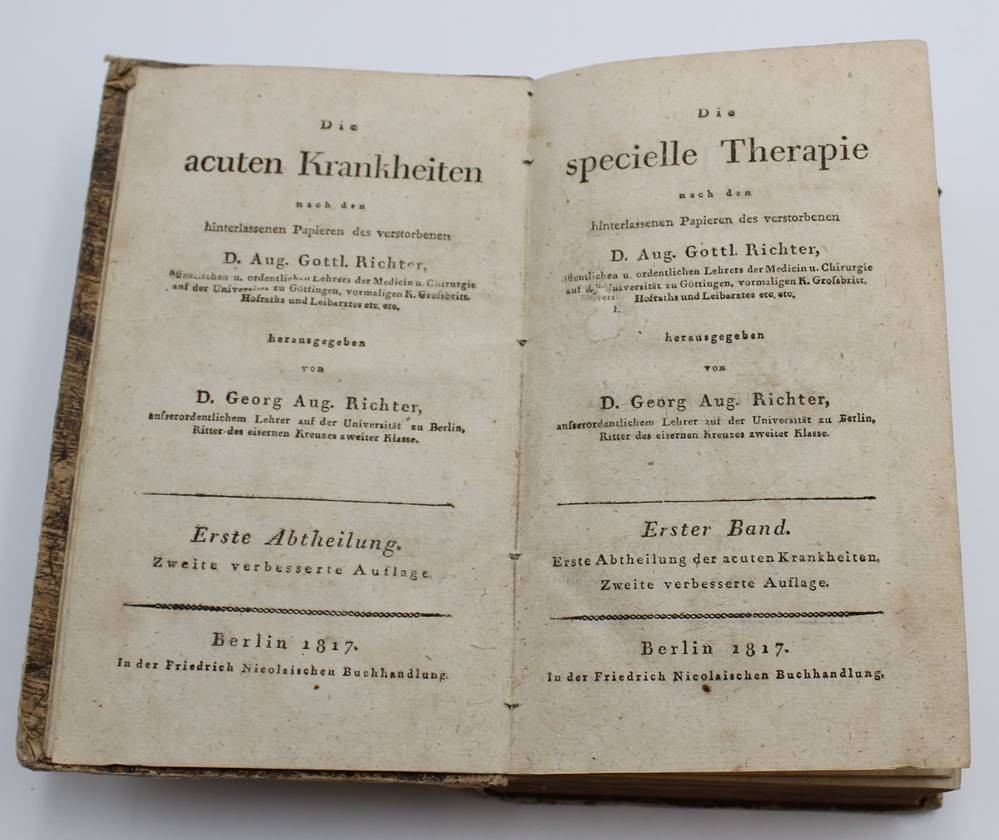 Die
acuten Krankheiten
nach den
hinterlassenen Papieren des verstorbenen
D. Aug. Gottl. Richter,
u. ordentlichen Lehrers der Medicin u. Chirurgie
auf der Universität zu Göttingen, vormaligen K. Grofsbritt.
Hofraths und Leibarztes etc. etc.
herausgegeben
von
D. Georg Aug. Richter,
aufserordentlichem Lehrer auf der Universität zu Berlin,
Ritter des eisernen Kreuzes zweiter Klasse.
Erste Abtheilung.
Zweite verbesserte Auflage
Berlin 1817.
In der Friedrich Nicolaischen Buchhandlung.
Die
specielle Therapie
nach den
hinterlassenen Papieren des verstorbenen
D. Aug. Gottl. Richter,
öffentlichen u. ordentlichen Lehrers der Medicin u. Chirurgie
auf Universität zu Göttingen, vormaligen K. Grofsbritt.
Hofraths und Leibarztes etc. etc.
herausgegeben
von
D. Georg Aug. Richter,
aufserordentlichem Lehrer auf der Universität zu Berlin,
Ritter des eisernen Kreuzes zweiter Klasse.
Erster Band.
Erste Abtheilung der acuten Krankheiten.
Zweite verbesserte Auflage.
Berlin 1817.
In der Friedrich Nicolaischen Buchhandlung.